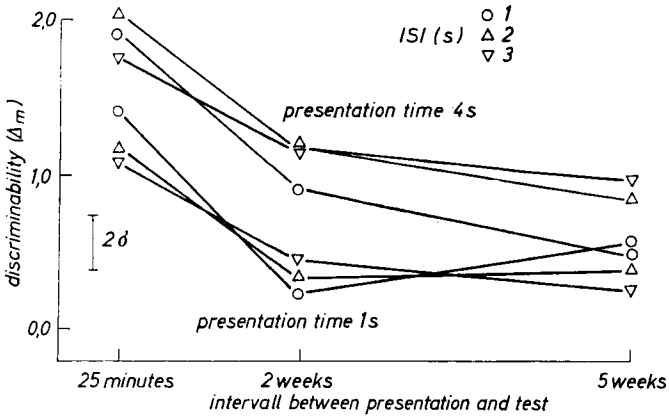 2,0
1,0
0,0
discriminability (Δm)
ISI (s)
○ 1
△ 2
▽ 3
presentation time 4s
2δ
presentation time 1s
25 minutes 2 weeks 5 weeks
intervall between presentation and test